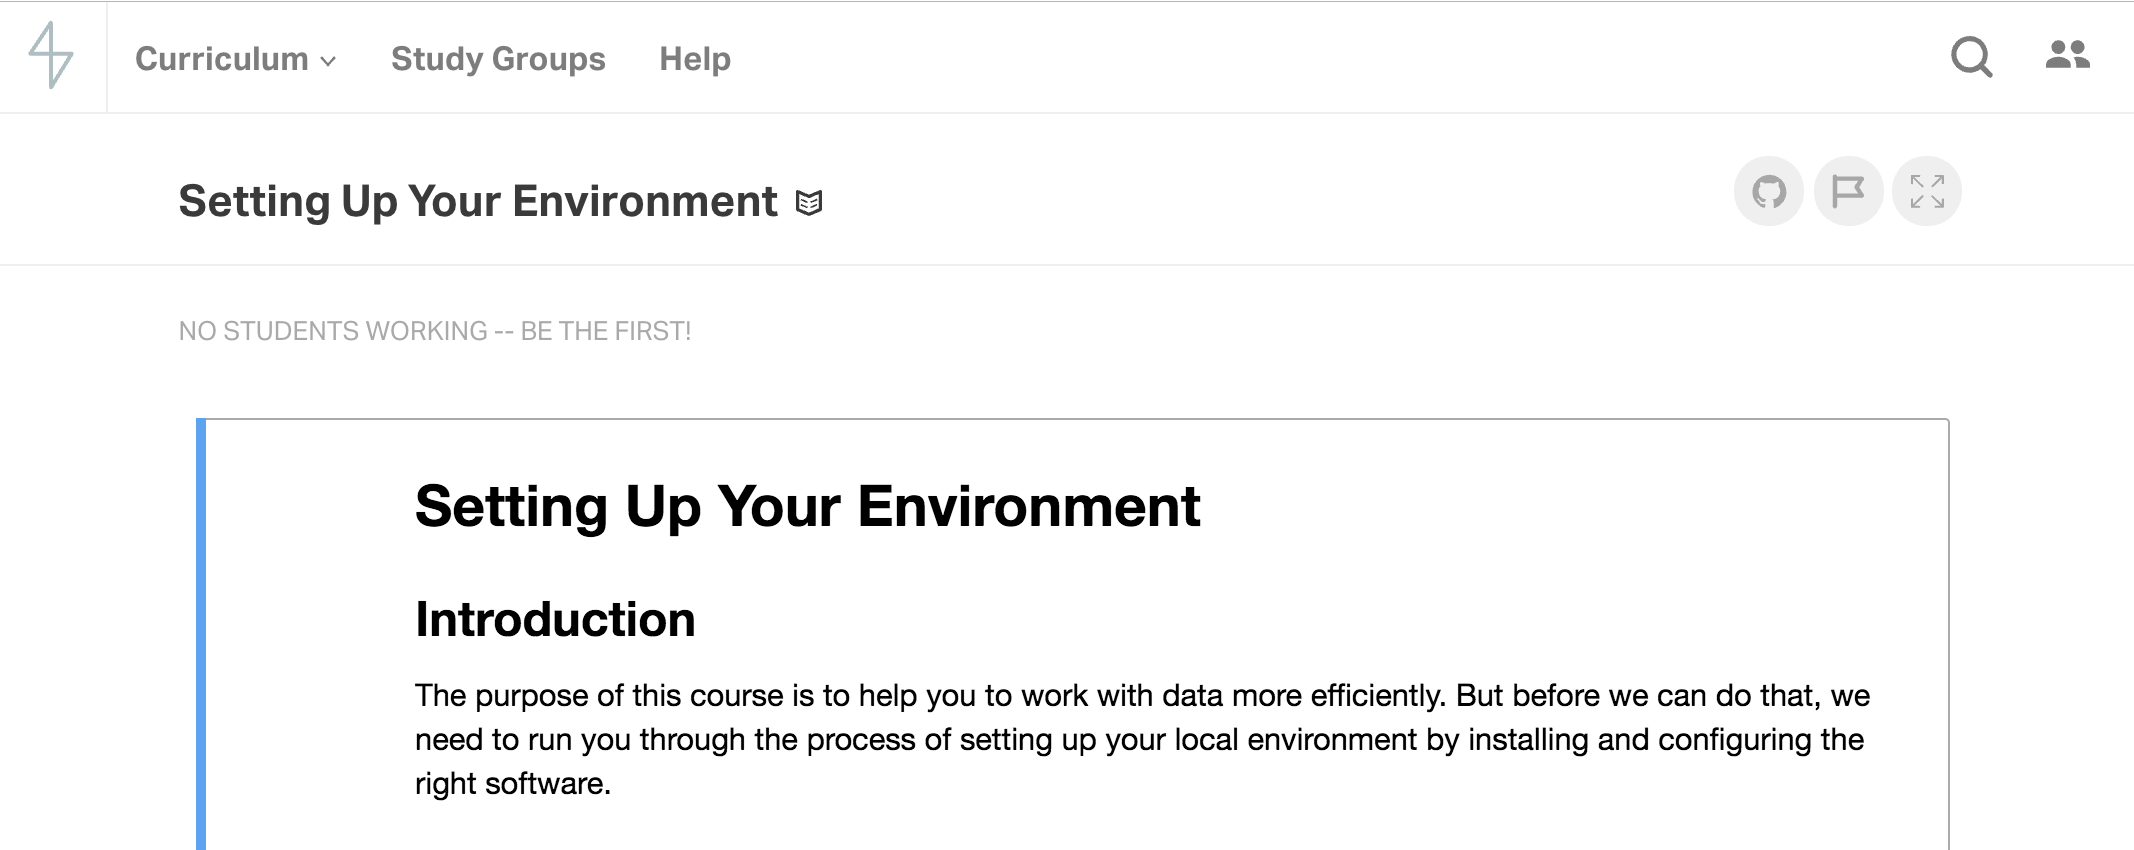 Curriculum
Study Groups
Help
Setting Up Your Environment
NO STUDENTS WORKING -- BE THE FIRST!
Setting Up Your Environment
Introduction
The purpose of this course is to help you to work with data more efficiently. But before we can do that, we
need to run you through the process of setting up your local environment by installing and configuring the
right software.